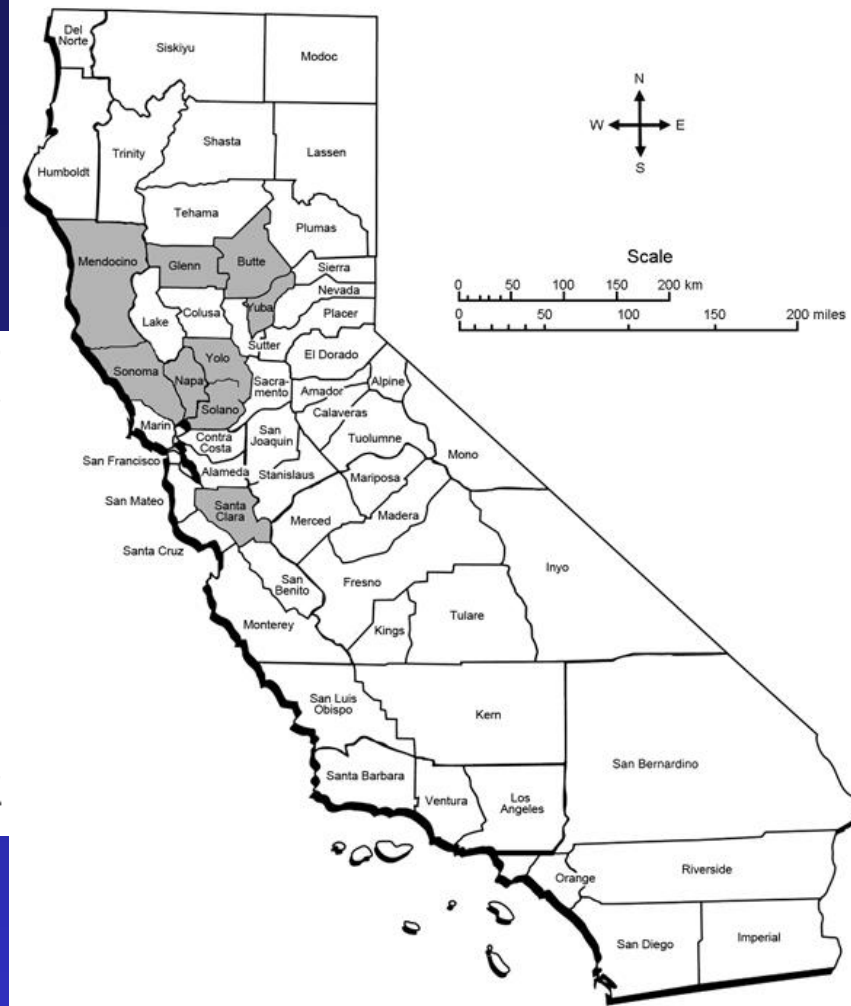 Del
Norte
Siskiyu
Modoc
N
W E
S
Humboldt
Trinity
Shasta
Lassen
Tehama
Plumas
Mendocino
Glenn
Butte
Sierra
Nevada
Yuba
Placer
Lake
Colusa
Sutter
El Dorado
Scale
0 50 100 150 200 km
0 50 100 150 200 miles
Sonoma
Napa
Yolo
Solano
Sacra-
mento
Amador
Alpine
Calaveras
Marin
Contra
Costa
San
Joaquin
Tuolumne
Mono
San Francisco
Alameda
Stanislaus
Mariposa
San Mateo
Santa
Clara
Merced
Madera
Santa Cruz
San
Benito
Fresno
Inyo
Monterey
Kings
Tulare
San Luis
Obispo
Kern
San Bernardino
Santa Barbara
Ventura
Los
Angeles
Orange
Riverside
San Diego
Imperial